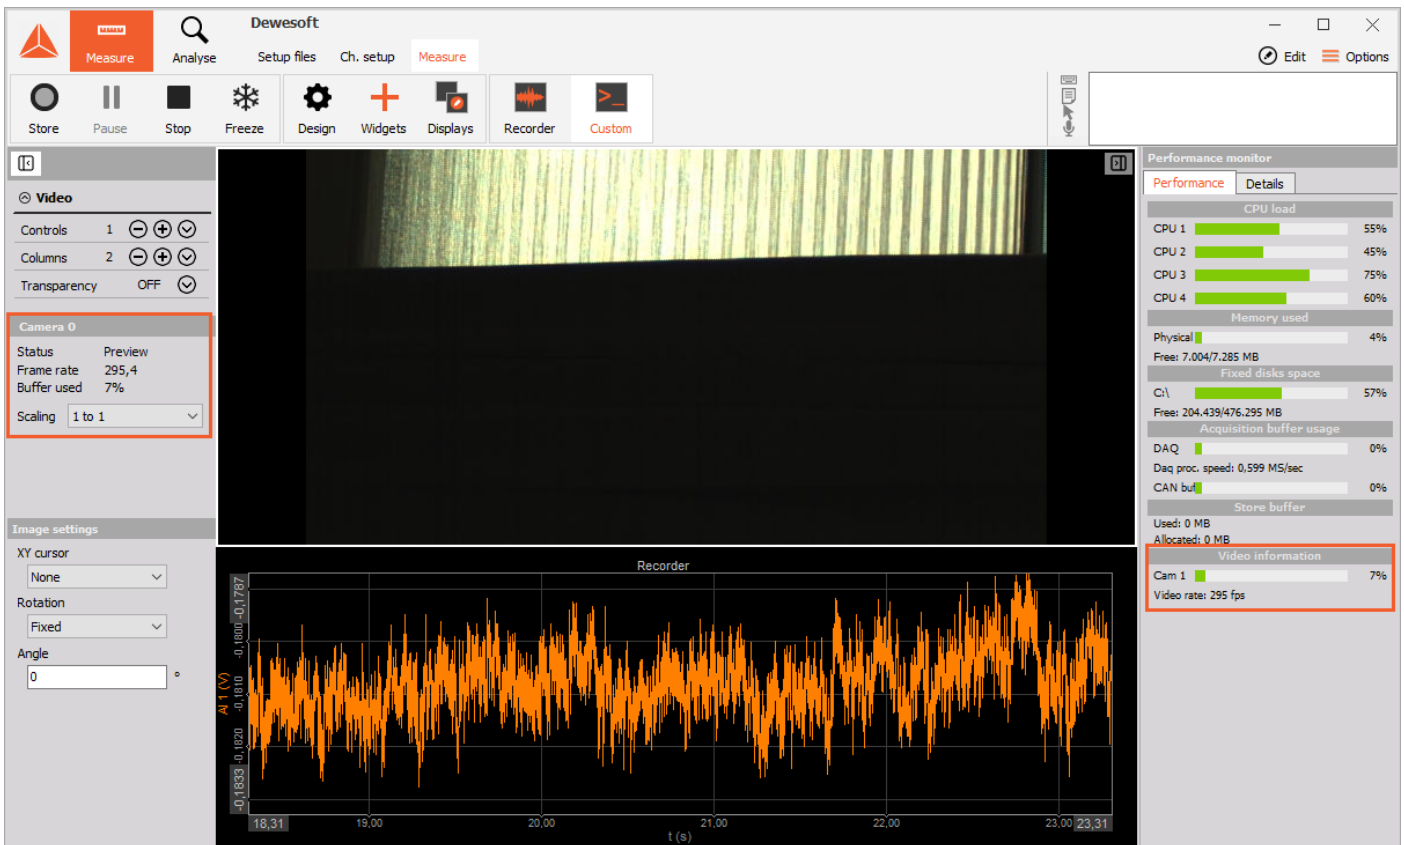 Dewesoft
Measure
Analyse
Setup files
Ch. setup
Measure
Edit
Options
Store
Pause
Stop
Freeze
Design
Widgets
Displays
Recorder
Custom
Video
Controls 1
Columns 2
Transparency OFF
Camera 0
Status Preview
Frame rate 295,4
Buffer used 7%
Scaling 1 to 1
Image settings
XY cursor
None
Rotation
Fixed
Angle
0 °
Recorder
AI 1 (V)
-0,1787
-0,1800
-0,1810
-0,1820
-0,1833
18,31
19,00
20,00
21,00
22,00
23,00
23,31
t (s)
Performance monitor
Performance
Details
CPU load
CPU 1 55%
CPU 2 45%
CPU 3 75%
CPU 4 60%
Memory used
Physical 4%
Free: 7.004/7.285 MB
Fixed disks space
C:\ 57%
Free: 204.439/476.295 MB
Acquisition buffer usage
DAQ 0%
Daq proc. speed: 0,599 MS/sec
CAN buf 0%
Store buffer
Used: 0 MB
Allocated: 0 MB
Video information
Cam 1 7%
Video rate: 295 fps